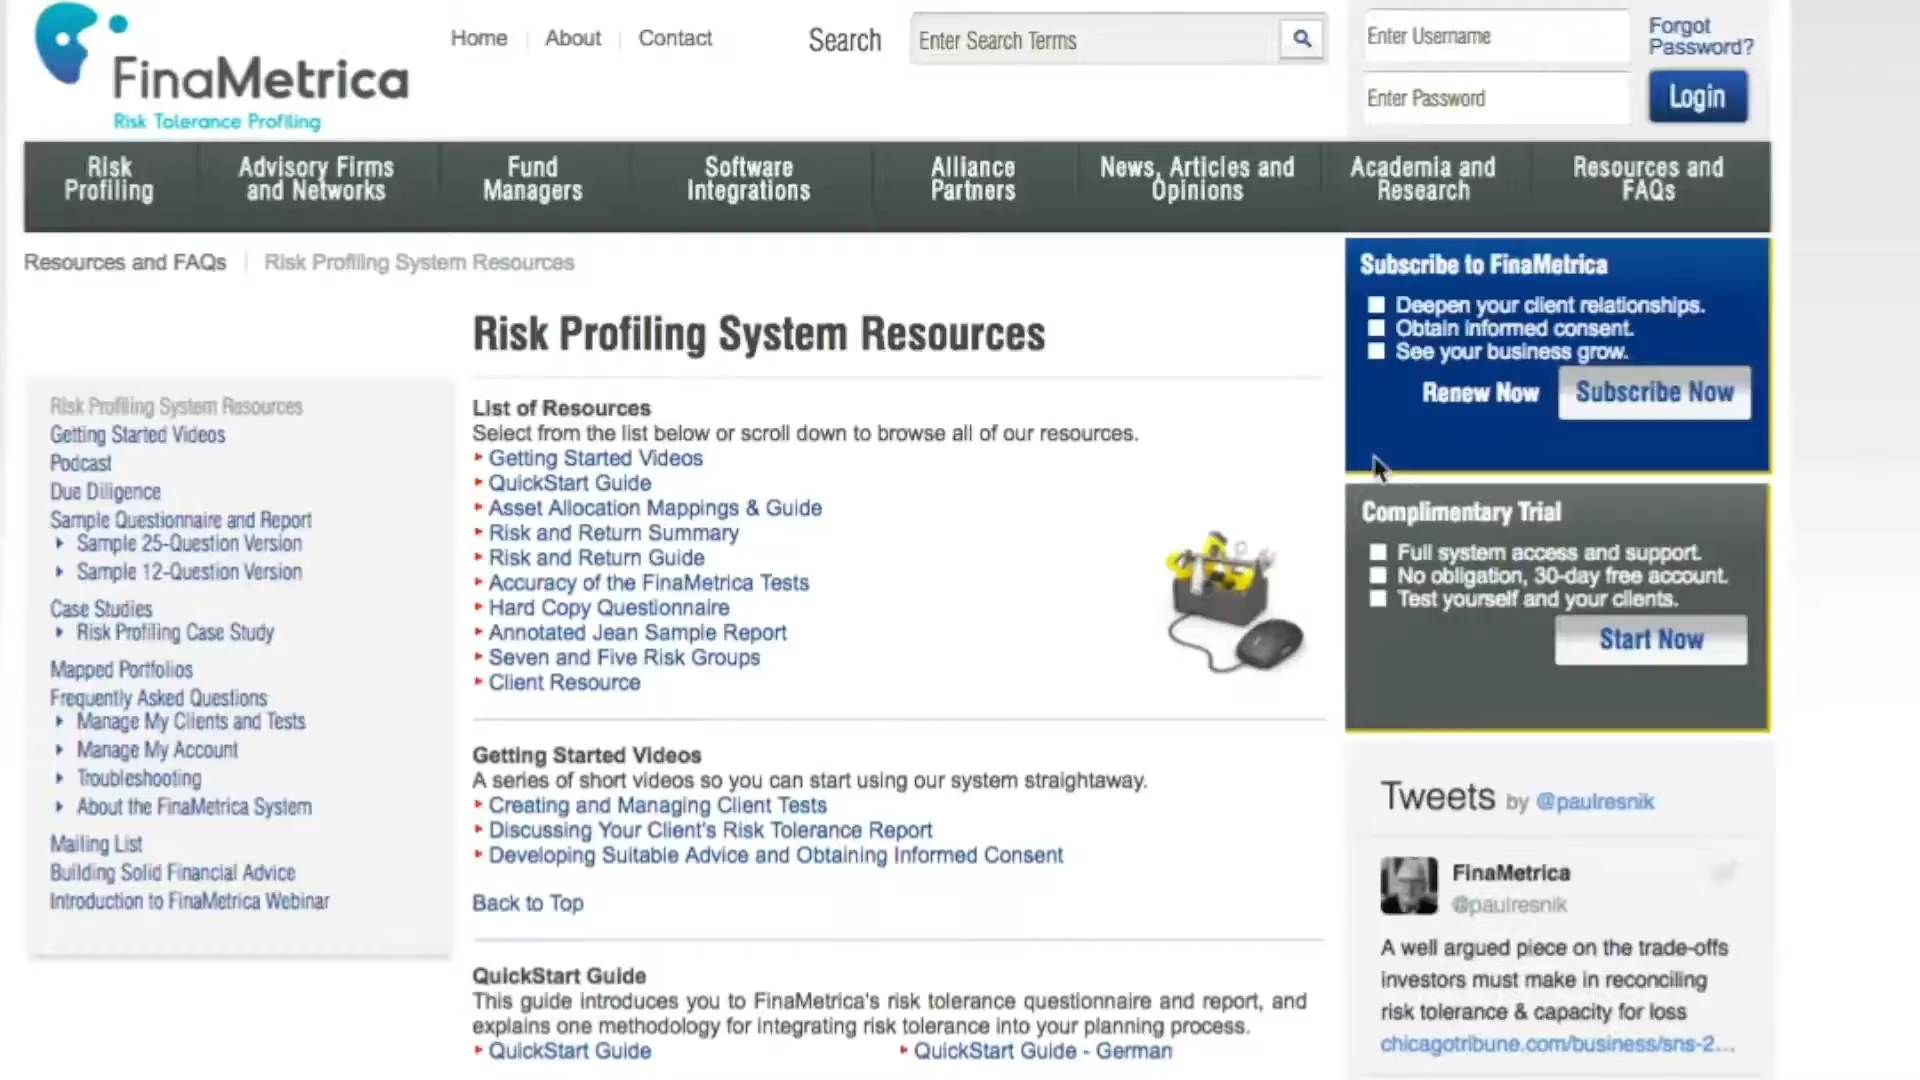 FinaMetrica
Risk Tolerance Profiling
Home
About
Contact
Search
Enter Search Terms
Enter Username
Enter Password
Forgot
Password?
Login
Risk
Profiling
Advisory Firms
and Networks
Fund
Managers
Software
Integrations
Alliance
Partners
News, Articles and
Opinions
Academia and
Research
Resources and
FAQs
Resources and FAQs
Risk Profiling System Resources
Risk Profiling System Resources
Getting Started Videos
Podcast
Due Diligence
Sample Questionnaire and Report
Sample 25-Question Version
Sample 12-Question Version
Case Studies
Risk Profiling Case Study
Mapped Portfolios
Frequently Asked Questions
Manage My Clients and Tests
Manage My Account
Troubleshooting
About the FinaMetrica System
Mailing List
Building Solid Financial Advice
Introduction to FinaMetrica Webinar
Risk Profiling System Resources
List of Resources
Select from the list below or scroll down to browse all of our resources.
Getting Started Videos
QuickStart Guide
Asset Allocation Mappings & Guide
Risk and Return Summary
Risk and Return Guide
Accuracy of the FinaMetrica Tests
Hard Copy Questionnaire
Annotated Jean Sample Report
Seven and Five Risk Groups
Client Resource
Getting Started Videos
A series of short videos so you can start using our system straightaway.
Creating and Managing Client Tests
Discussing Your Client's Risk Tolerance Report
Developing Suitable Advice and Obtaining Informed Consent
Back to Top
QuickStart Guide
This guide introduces you to FinaMetrica's risk tolerance questionnaire and report, and
explains one methodology for integrating risk tolerance into your planning process.
QuickStart Guide
QuickStart Guide - German
Subscribe to FinaMetrica
Deepen your client relationships.
Obtain informed consent.
See your business grow.
Renew Now
Subscribe Now
Complimentary Trial
Full system access and support.
No obligation, 30-day free account.
Test yourself and your clients.
Start Now
Tweets by @paulresnik
FinaMetrica
@paulresnik
A well argued piece on the trade-offs
investors must make in reconciling
risk tolerance & capacity for loss
chicagotribune.com/business/sns-2...